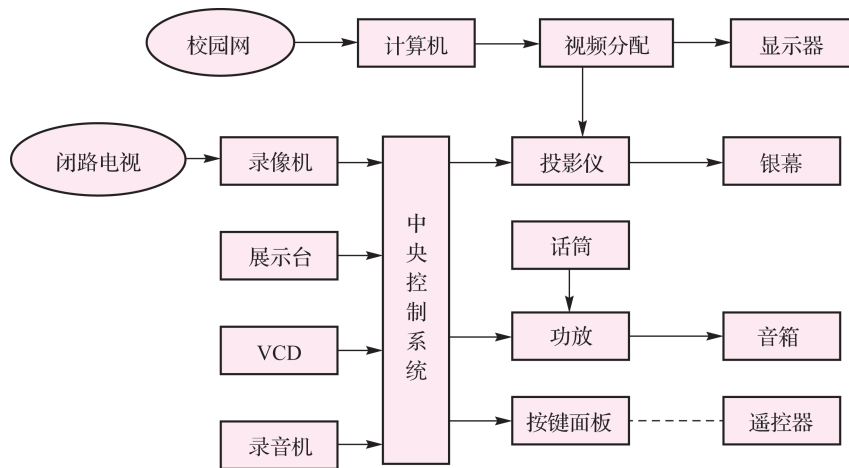 校园网
计算机
视频分配
显示器
闭路电视
录像机
中央控制系统
投影仪
银幕
展示台
话筒
VCD
功放
音箱
录音机
按键面板
遥控器